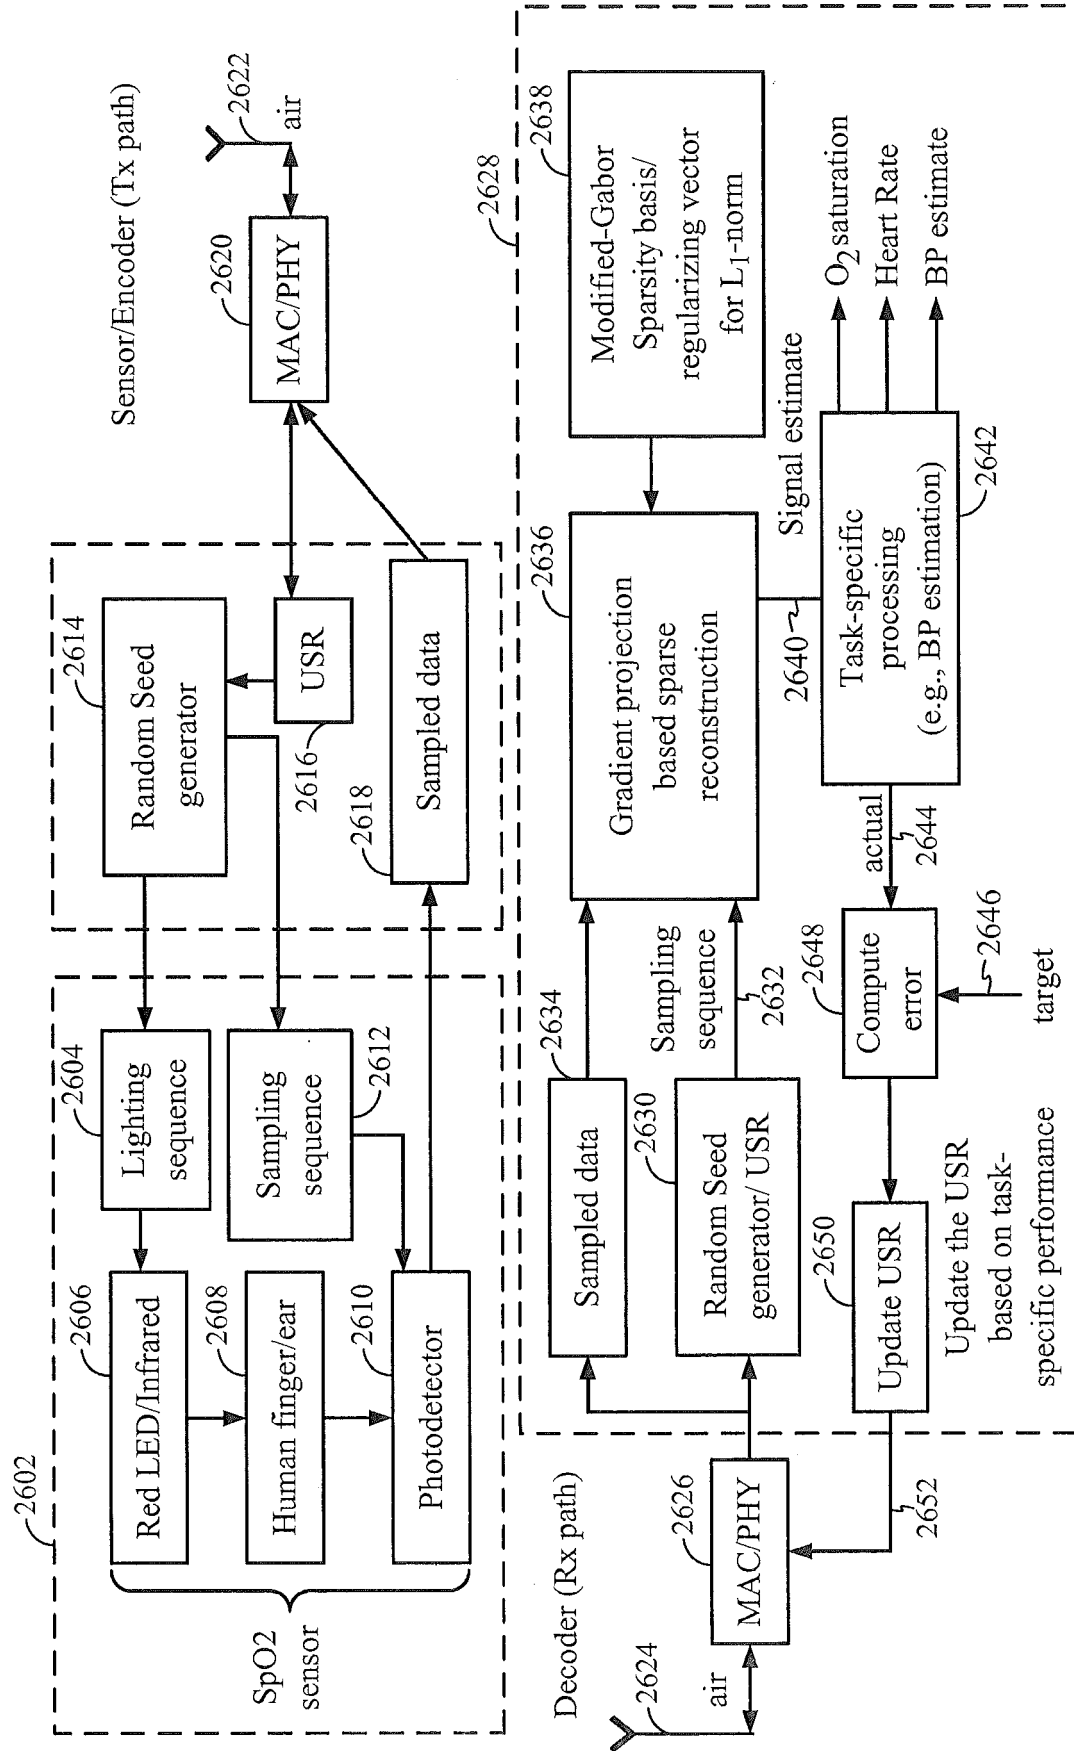 Sensor/Encoder (Tx path)
2602
2606
Red LED/Infrared
2604
Lighting
sequence
2614
Random Seed
generator
2620
MAC/PHY
2622
air
SpO2
sensor
2608
Human finger/ear
Sampling
sequence
2612
USR
2616
2610
Photodetector
2618
Sampled data
Decoder (Rx path)
2628
2624
air
2626
MAC/PHY
2634
Sampled data
2636
Gradient projection
based sparse
reconstruction
2638
Modified-Gabor
Sparsity basis/
regularizing vector
for L1-norm
Sampling
sequence
2632
2630
Random Seed
generator/ USR
2640
Signal estimate
2652
2650
Update USR
2648
Compute
error
actual
2644
Task-specific
processing
(e.g., BP estimation)
2642
O2 saturation
Heart Rate
BP estimate
2646
target
Update the USR
based on task-
specific performance